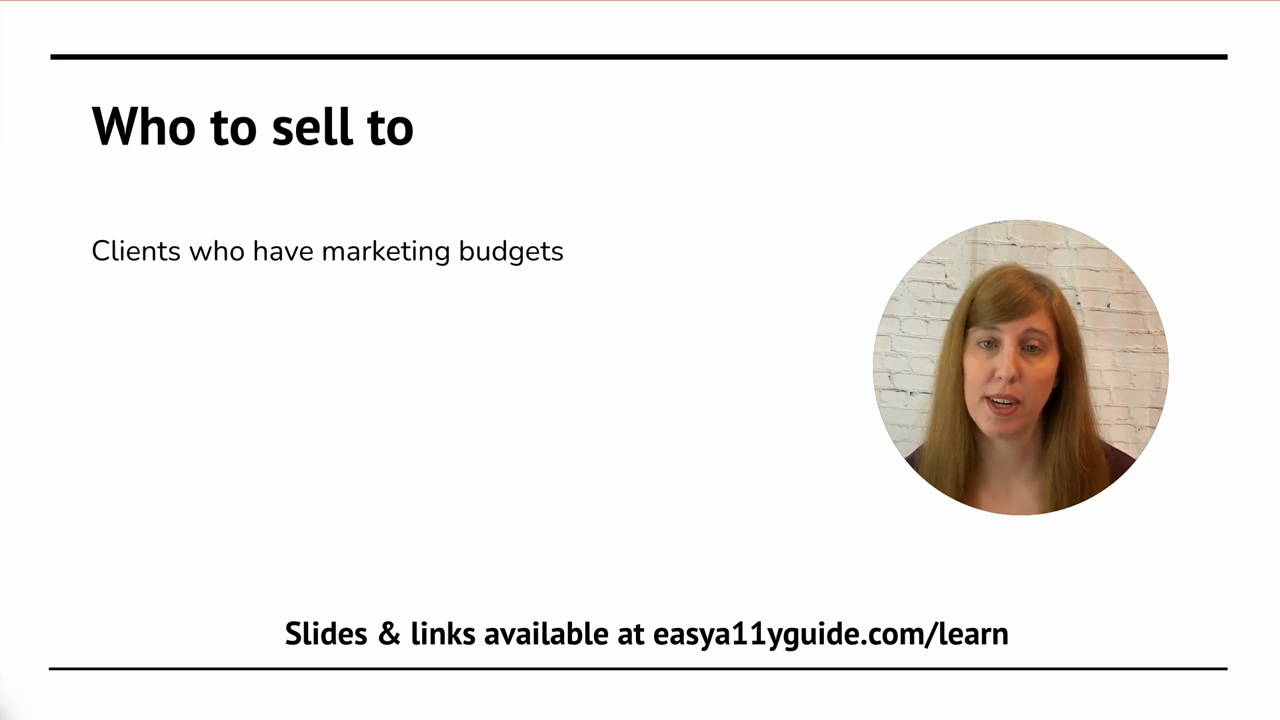 Who to sell to
Clients who have marketing budgets
Slides & links available at easya11yguide.com/learn